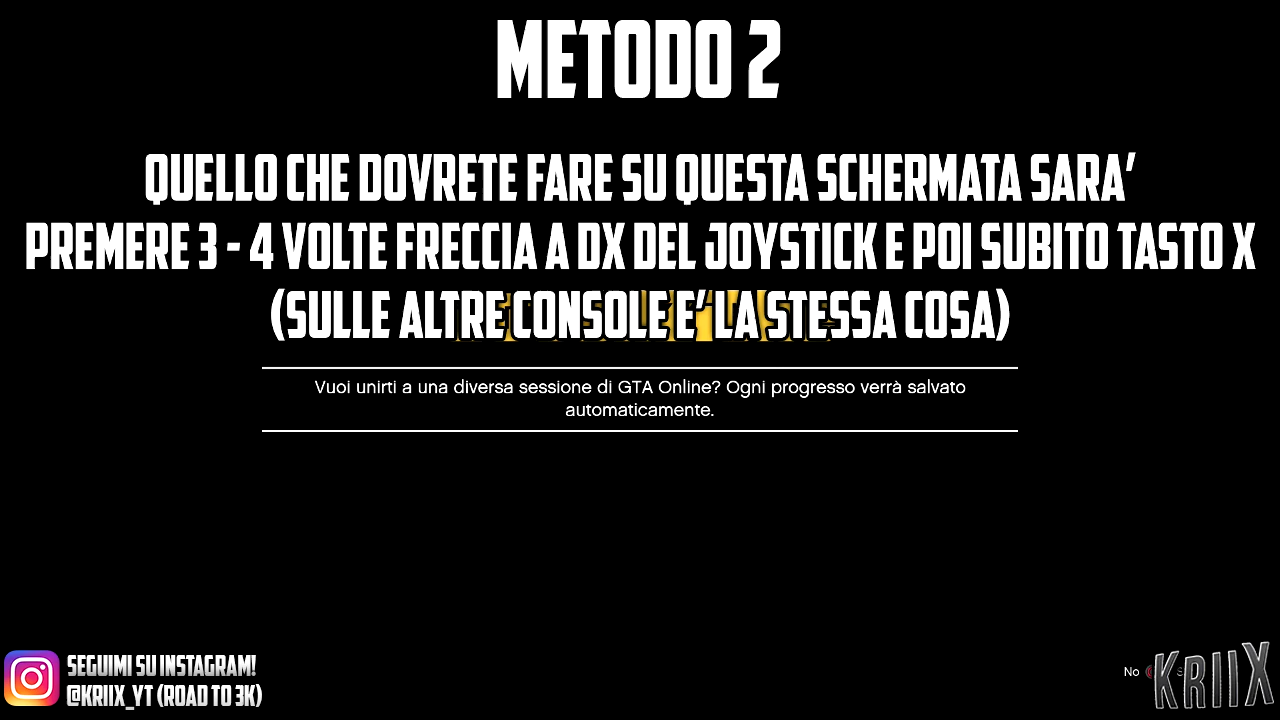 METODO 2
QUELLO CHE DOVRETE FARE SU QUESTA SCHERMATA SARA'
PREMERE 3 - 4 VOLTE FRECCIA A DX DEL JOYSTICK E POI SUBITO TASTO X
(SULLE ALTRE CONSOLE E' LA STESSA COSA)
Vuoi unirti a una diversa sessione di GTA Online? Ogni progresso verrà salvato
automaticamente.
SEGUIMI SU INSTAGRAM!
@KRIIX_YT (ROAD TO 3K)
No
KRIIX